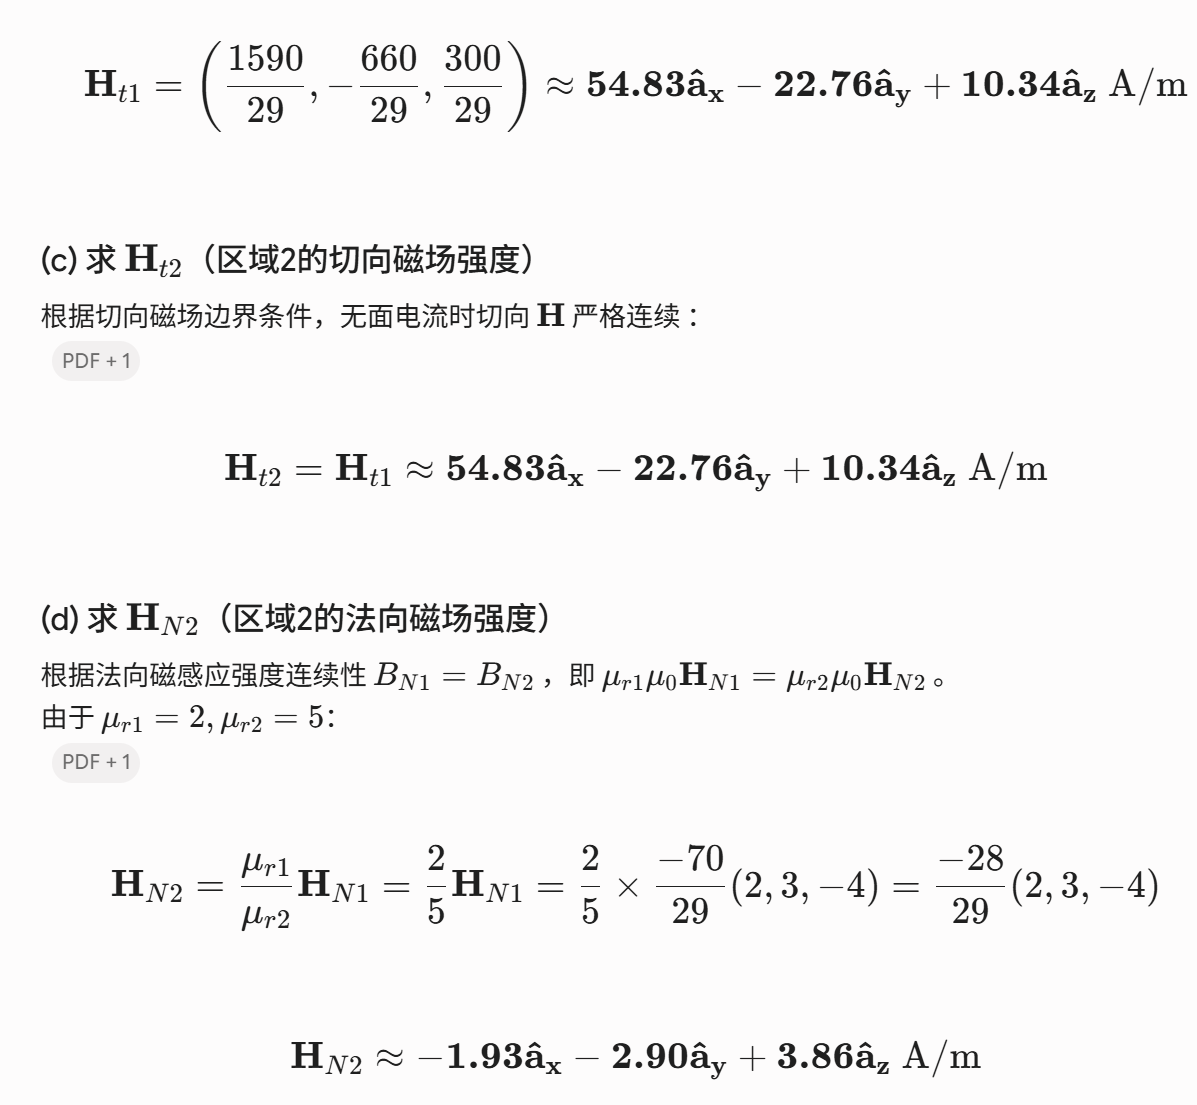 H_{t1} = (1590/29, −660/29, 300/29) ≈ 54.83â_x − 22.76â_y + 10.34â_z A/m
(c) 求 H_{t2}（区域2的切向磁场强度）
根据切向磁场边界条件，无面电流时切向 H 严格连续：
PDF +1
H_{t2} = H_{t1} ≈ 54.83â_x − 22.76â_y + 10.34â_z A/m
(d) 求 H_{N2}（区域2的法向磁场强度）
根据法向磁感应强度连续性 B_{N1} = B_{N2}，即 μ_{r1}μ_0H_{N1} = μ_{r2}μ_0H_{N2}。
由于 μ_{r1} = 2, μ_{r2} = 5：
PDF +1
H_{N2} = μ_{r1}/μ_{r2} H_{N1} = 2/5 H_{N1} = 2/5 × −70/29 (2, 3, −4) = −28/29 (2, 3, −4)
H_{N2} ≈ −1.93â_x − 2.90â_y + 3.86â_z A/m